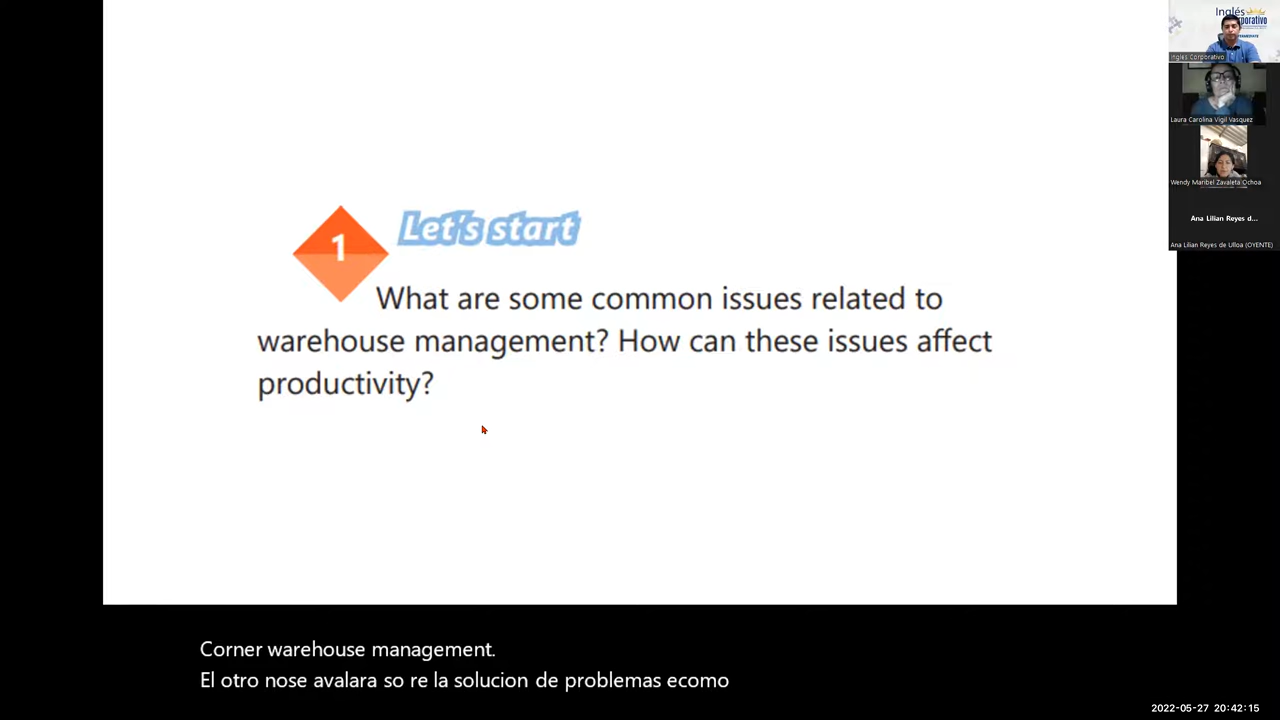 1
Let's start
What are some common issues related to
warehouse management? How can these issues affect
productivity?
Corner warehouse management.
El otro nose avalara so re la solucion de problemas ecomo
Inglés
Inglés Corporativo
Laura Carolina Vigil Vasquez
Wendy Maribel Zavaleta Ochoa
Ana Lilian Reyes d...
Ana Lilian Reyes de Ulloa (OYENTE)
2022-05-27 20:42:15